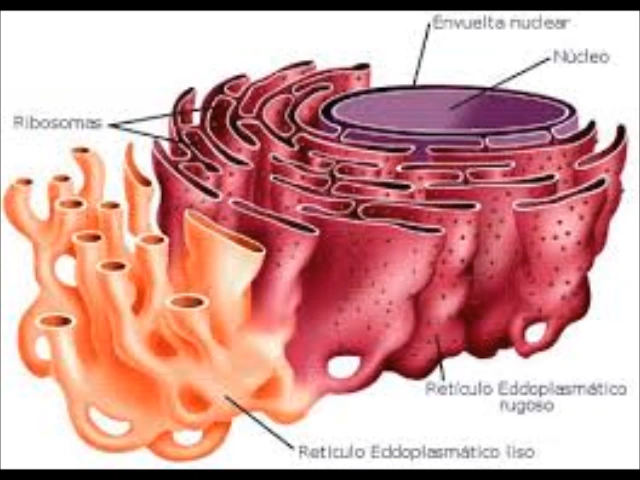 Envuelta nuclear
Núcleo
Ribosomas
Retículo Eddoplasmático
rugoso
Retículo Eddoplasmático liso